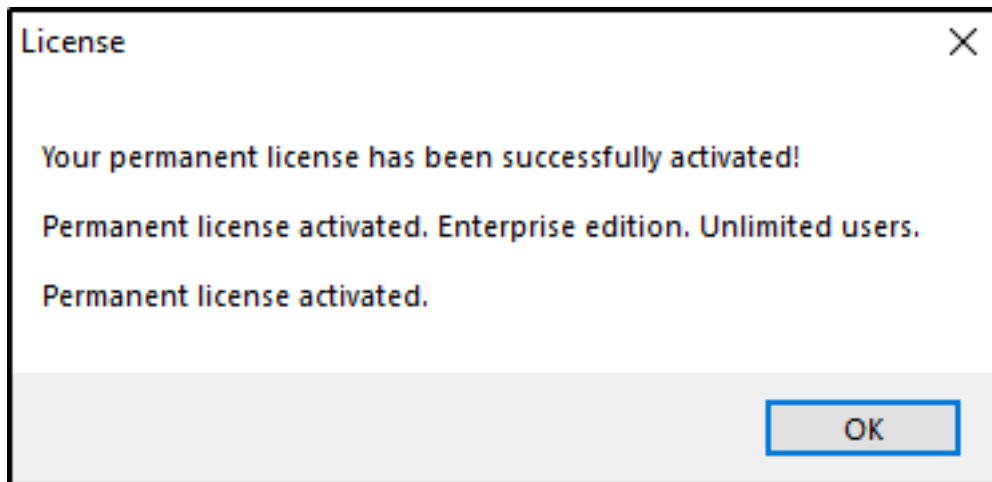 License
Your permanent license has been successfully activated!
Permanent license activated. Enterprise edition. Unlimited users.
Permanent license activated.
OK